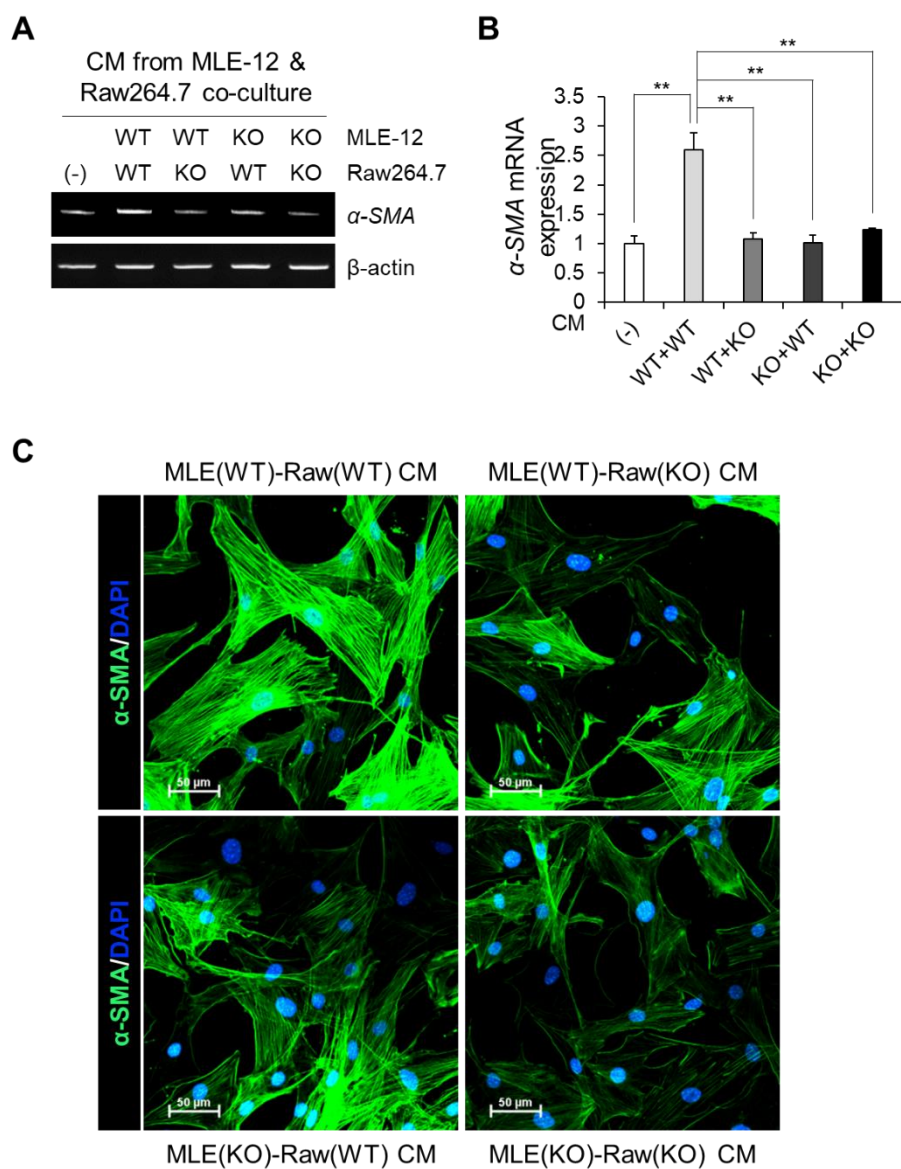 A
CM from MLE-12 &
Raw264.7 co-culture
WT WT KO KO MLE-12
(-) WT KO WT KO Raw264.7
α-SMA
β-actin
B
** ** ** **
α-SMA mRNA
expression
3.5
3
2.5
2
1.5
1
0.5
0
CM
(-) WT+WT WT+KO KO+WT KO+KO
C
MLE(WT)-Raw(WT) CM MLE(WT)-Raw(KO) CM
α-SMA/DAPI
50 µm 50 µm
α-SMA/DAPI
50 µm 50 µm
MLE(KO)-Raw(WT) CM MLE(KO)-Raw(KO) CM